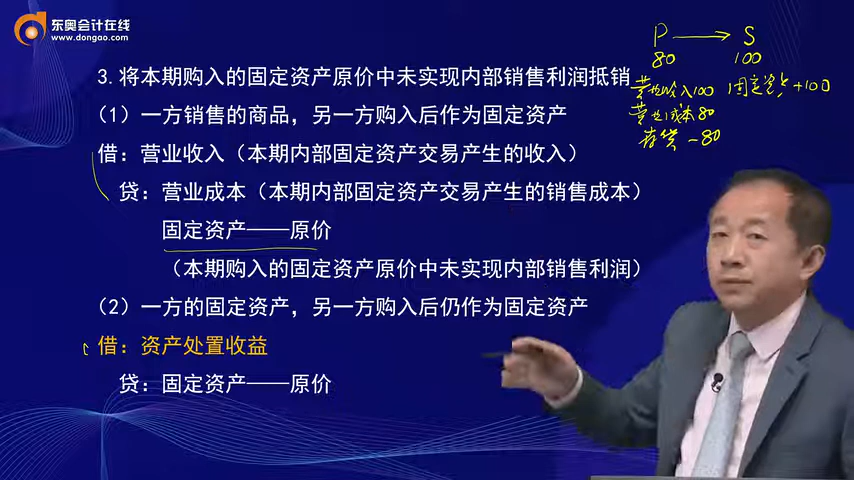 东奥会计在线
www.dongao.com
P → S
80 100
营业收入100 固定资产+100
营业成本80
存货-80
3.将本期购入的固定资产原价中未实现内部销售利润抵销
（1）一方销售的商品，另一方购入后作为固定资产
借：营业收入（本期内部固定资产交易产生的收入）
贷：营业成本（本期内部固定资产交易产生的销售成本）
固定资产——原价
（本期购入的固定资产原价中未实现内部销售利润）
（2）一方的固定资产，另一方购入后仍作为固定资产
借：资产处置收益
贷：固定资产——原价